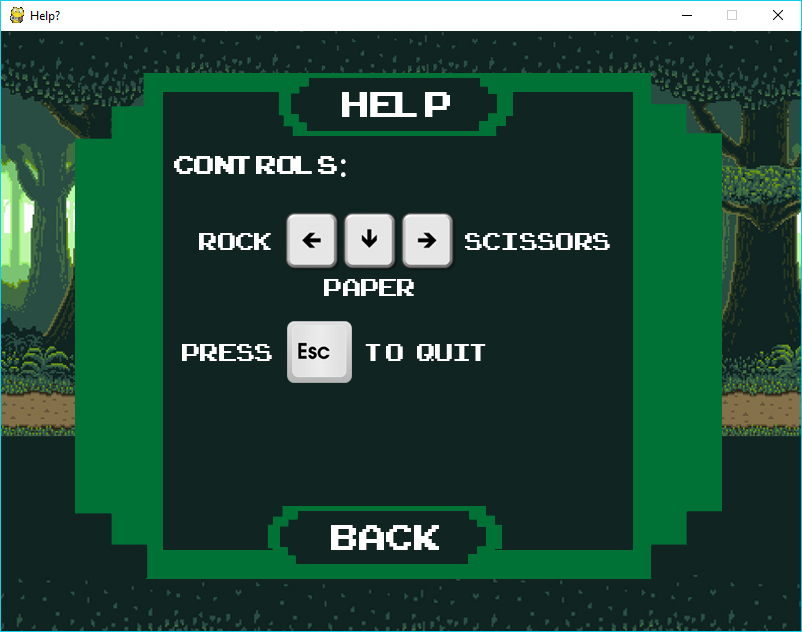 Help?
HELP
CONTROLS:
ROCK ← ↓ → SCISSORS
PAPER
PRESS Esc TO QUIT
BACK